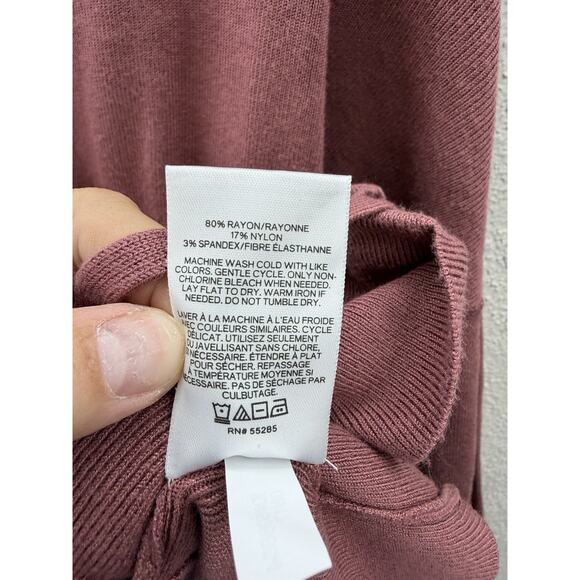 80% RAYON/RAYONNE
17% NYLON
3% SPANDEX/FIBRE ÉLASTHANNE
MACHINE WASH COLD WITH LIKE
COLORS. GENTLE CYCLE. ONLY NON-
CHLORINE BLEACH WHEN NEEDED.
LAY FLAT TO DRY. WARM IRON IF
NEEDED. DO NOT TUMBLE DRY.
LAVER À LA MACHINE À L'EAU FROIDE
AVEC COULEURS SIMILAIRES. CYCLE
DÉLICAT. UTILISEZ SEULEMENT
DU JAVELLISANT SANS CHLORE,
SI NÉCESSAIRE. ÉTENDRE À PLAT
POUR SÉCHER. REPASSAGE
À TEMPÉRATURE MOYENNE SI
NÉCESSAIRE. PAS DE SÉCHAGE PAR
CULBUTAGE.
RN# 55285